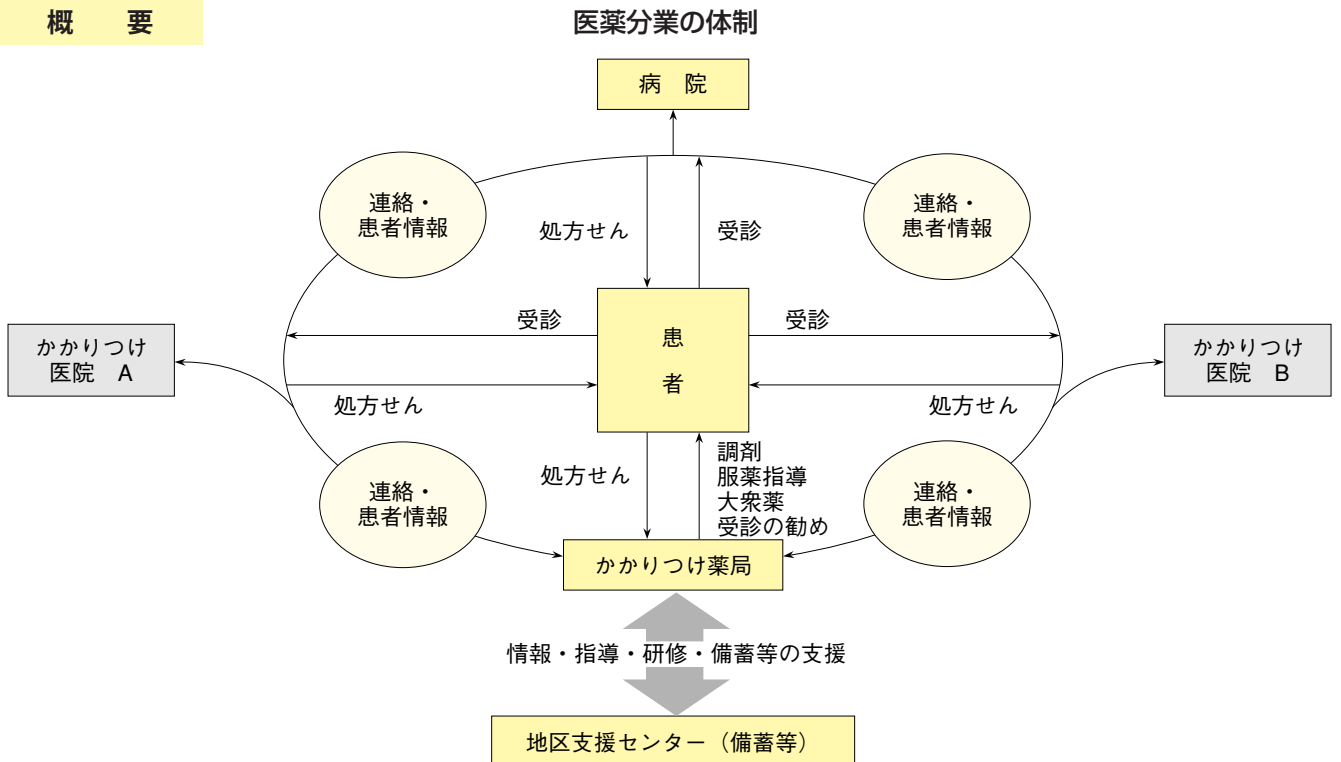 概　要
医薬分業の体制
病　院
連絡・
患者情報
連絡・
患者情報
処方せん
受診
受診
受診
患
者
かかりつけ
医院　A
かかりつけ
医院　B
処方せん
処方せん
連絡・
患者情報
連絡・
患者情報
処方せん
調剤
服薬指導
大衆薬
受診の勧め
かかりつけ薬局
情報・指導・研修・備蓄等の支援
地区支援センター（備蓄等）